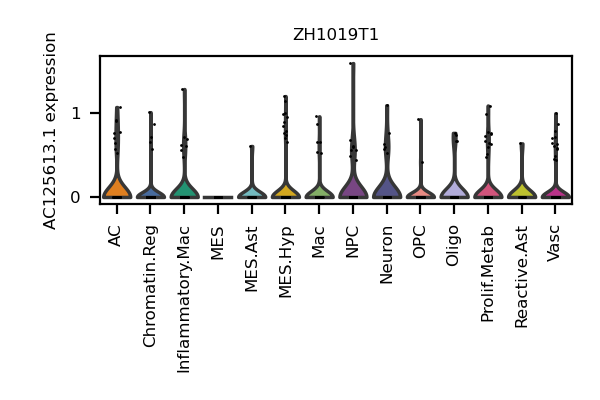 ZH1019T1
AC125613.1 expression
1
0
AC
Chromatin.Reg
Inflammatory.Mac
MES
MES.Ast
MES.Hyp
Mac
NPC
Neuron
OPC
Oligo
Prolif.Metab
Reactive.Ast
Vasc